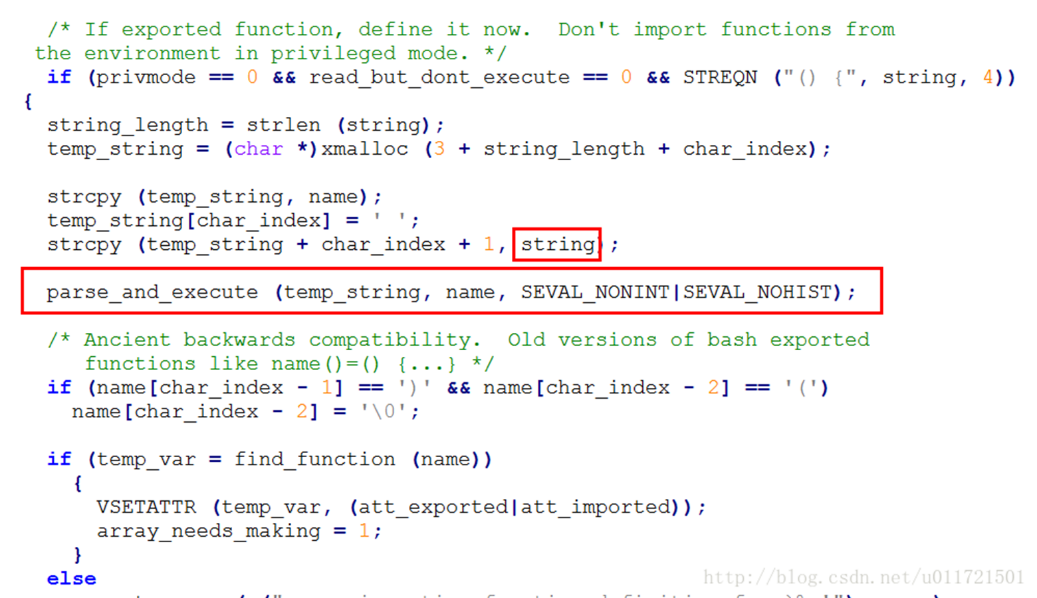 /* If exported function, define it now.  Don't import functions from
the environment in privileged mode. */
if (privmode == 0 && read_but_dont_execute == 0 && STREQN ("() {", string, 4))
{
string_length = strlen (string);
temp_string = (char *)xmalloc (3 + string_length + char_index);
strcpy (temp_string, name);
temp_string[char_index] = ' ';
strcpy (temp_string + char_index + 1, string);
parse_and_execute (temp_string, name, SEVAL_NONINT|SEVAL_NOHIST);
/* Ancient backwards compatibility.  Old versions of bash exported
functions like name()=() {...} */
if (name[char_index - 1] == ')' && name[char_index - 2] == '(')
name[char_index - 2] = '\0';
if (temp_var = find_function (name))
{
VSETATTR (temp_var, (att_exported|att_imported));
array_needs_making = 1;
}
else
http://blog.csdn.net/u011721501